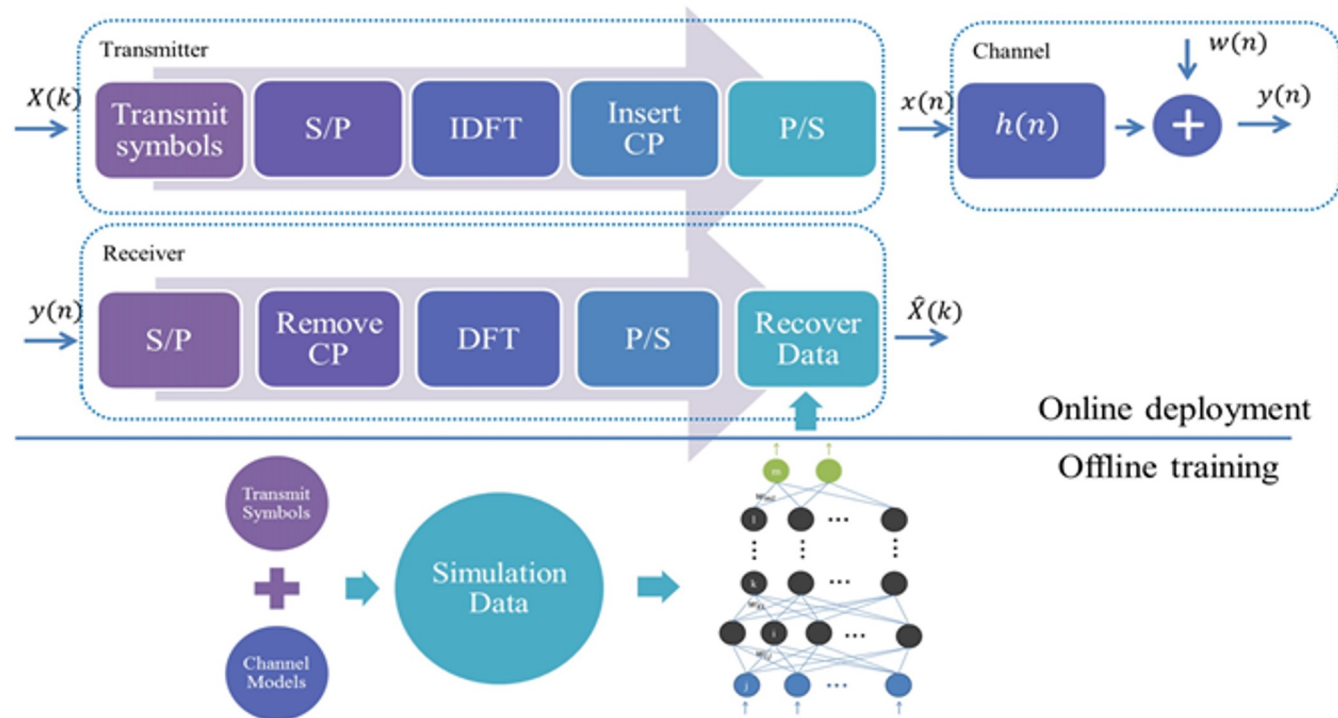 Transmitter
X(k)
Transmit
symbols
S/P
IDFT
Insert
CP
P/S
x(n)
Channel
h(n)
w(n)
+
y(n)
Receiver
y(n)
S/P
Remove
CP
DFT
P/S
Recover
Data
X̂(k)
Online deployment
Offline training
Transmit
Symbols
Channel
Models
Simulation
Data
m
l
...
k
...
i
...
j
...